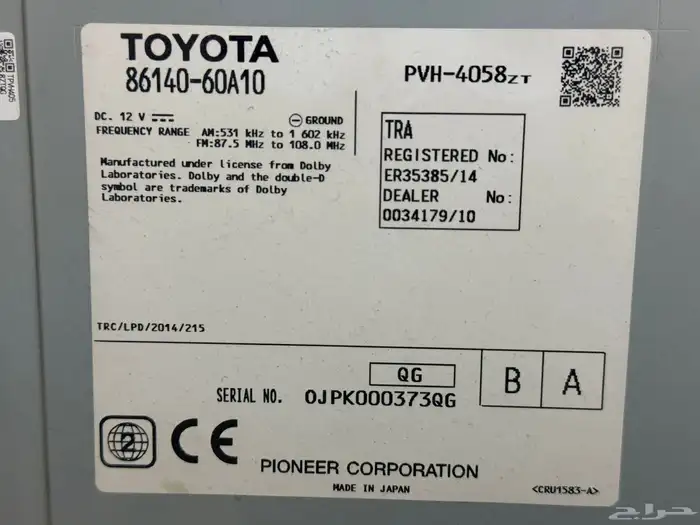 TOYOTA
86140-60A10
PVH-4058ZT
DC. 12 V
GROUND
FREQUENCY RANGE AM:531 kHz to 1 602 kHz
FM:87.5 MHz to 108.0 MHz
Manufactured under license from Dolby
Laboratories. Dolby and the double-D
symbol are trademarks of Dolby
Laboratories.
TRA
REGISTERED No:
ER35385/14
DEALER No:
0034179/10
TRC/LPD/2014/215
QG
B A
SERIAL NO. 0JPK000373QG
2
CE
PIONEER CORPORATION
MADE IN JAPAN
<CRU1583-A>
حراج